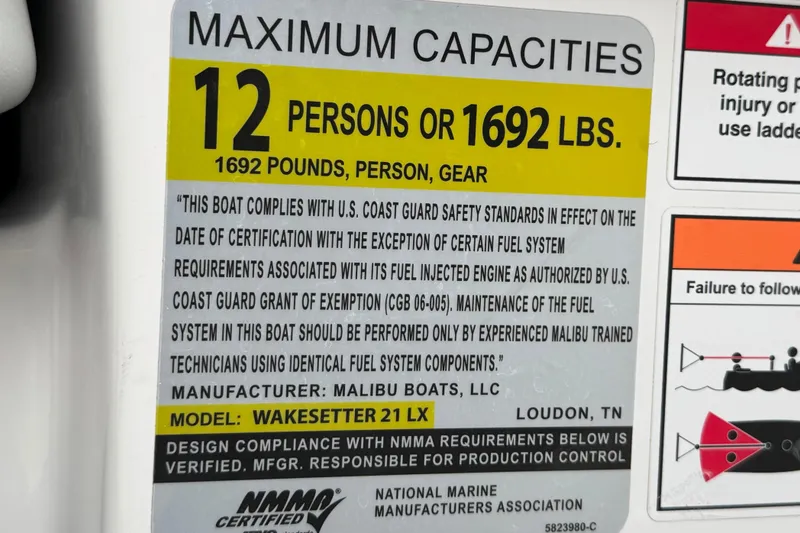 MAXIMUM CAPACITIES
12 PERSONS OR 1692 LBS.
1692 POUNDS, PERSON, GEAR
"THIS BOAT COMPLIES WITH U.S. COAST GUARD SAFETY STANDARDS IN EFFECT ON THE
DATE OF CERTIFICATION WITH THE EXCEPTION OF CERTAIN FUEL SYSTEM
REQUIREMENTS ASSOCIATED WITH ITS FUEL INJECTED ENGINE AS AUTHORIZED BY U.S.
COAST GUARD GRANT OF EXEMPTION (CGB 06-005). MAINTENANCE OF THE FUEL
SYSTEM IN THIS BOAT SHOULD BE PERFORMED ONLY BY EXPERIENCED MALIBU TRAINED
TECHNICIANS USING IDENTICAL FUEL SYSTEM COMPONENTS."
MANUFACTURER: MALIBU BOATS, LLC
MODEL: WAKESETTER 21 LX LOUDON, TN
DESIGN COMPLIANCE WITH NMMA REQUIREMENTS BELOW IS
VERIFIED. MFGR. RESPONSIBLE FOR PRODUCTION CONTROL
NMMA®
CERTIFIED
NATIONAL MARINE
MANUFACTURERS ASSOCIATION
5823980-C
Rotating
injury or
use
Failure to follow